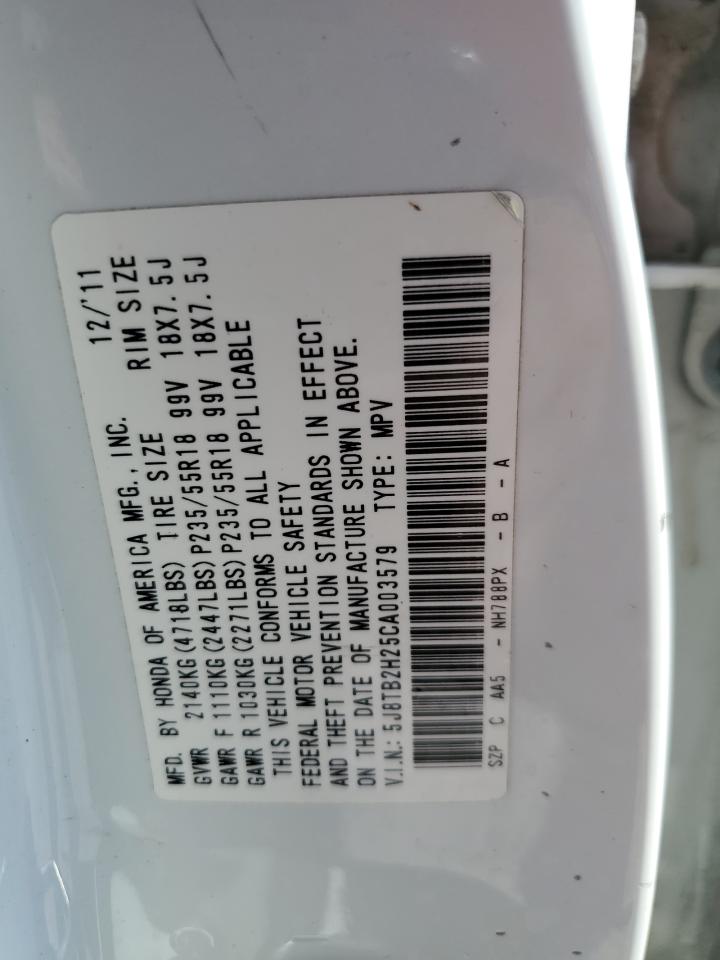 MFD. BY HONDA OF AMERICA MFG., INC. 12/'11
GVWR 2140KG(4718LBS) TIRE SIZE RIM SIZE
GAWR F 1110KG(2447LBS)P235/55R18 99V 18X7.5J
GAWR R 1030KG(2271LBS)P235/55R18 99V 18X7.5J
THIS VEHICLE CONFORMS TO ALL APPLICABLE
FEDERAL MOTOR VEHICLE SAFETY
AND THEFT PREVENTION STANDARDS IN EFFECT
ON THE DATE OF MANUFACTURE SHOWN ABOVE.
V.I.N.: 5J8TB2H25CA003579 TYPE: MPV
SZP C AA5 - NH788PX - B - A